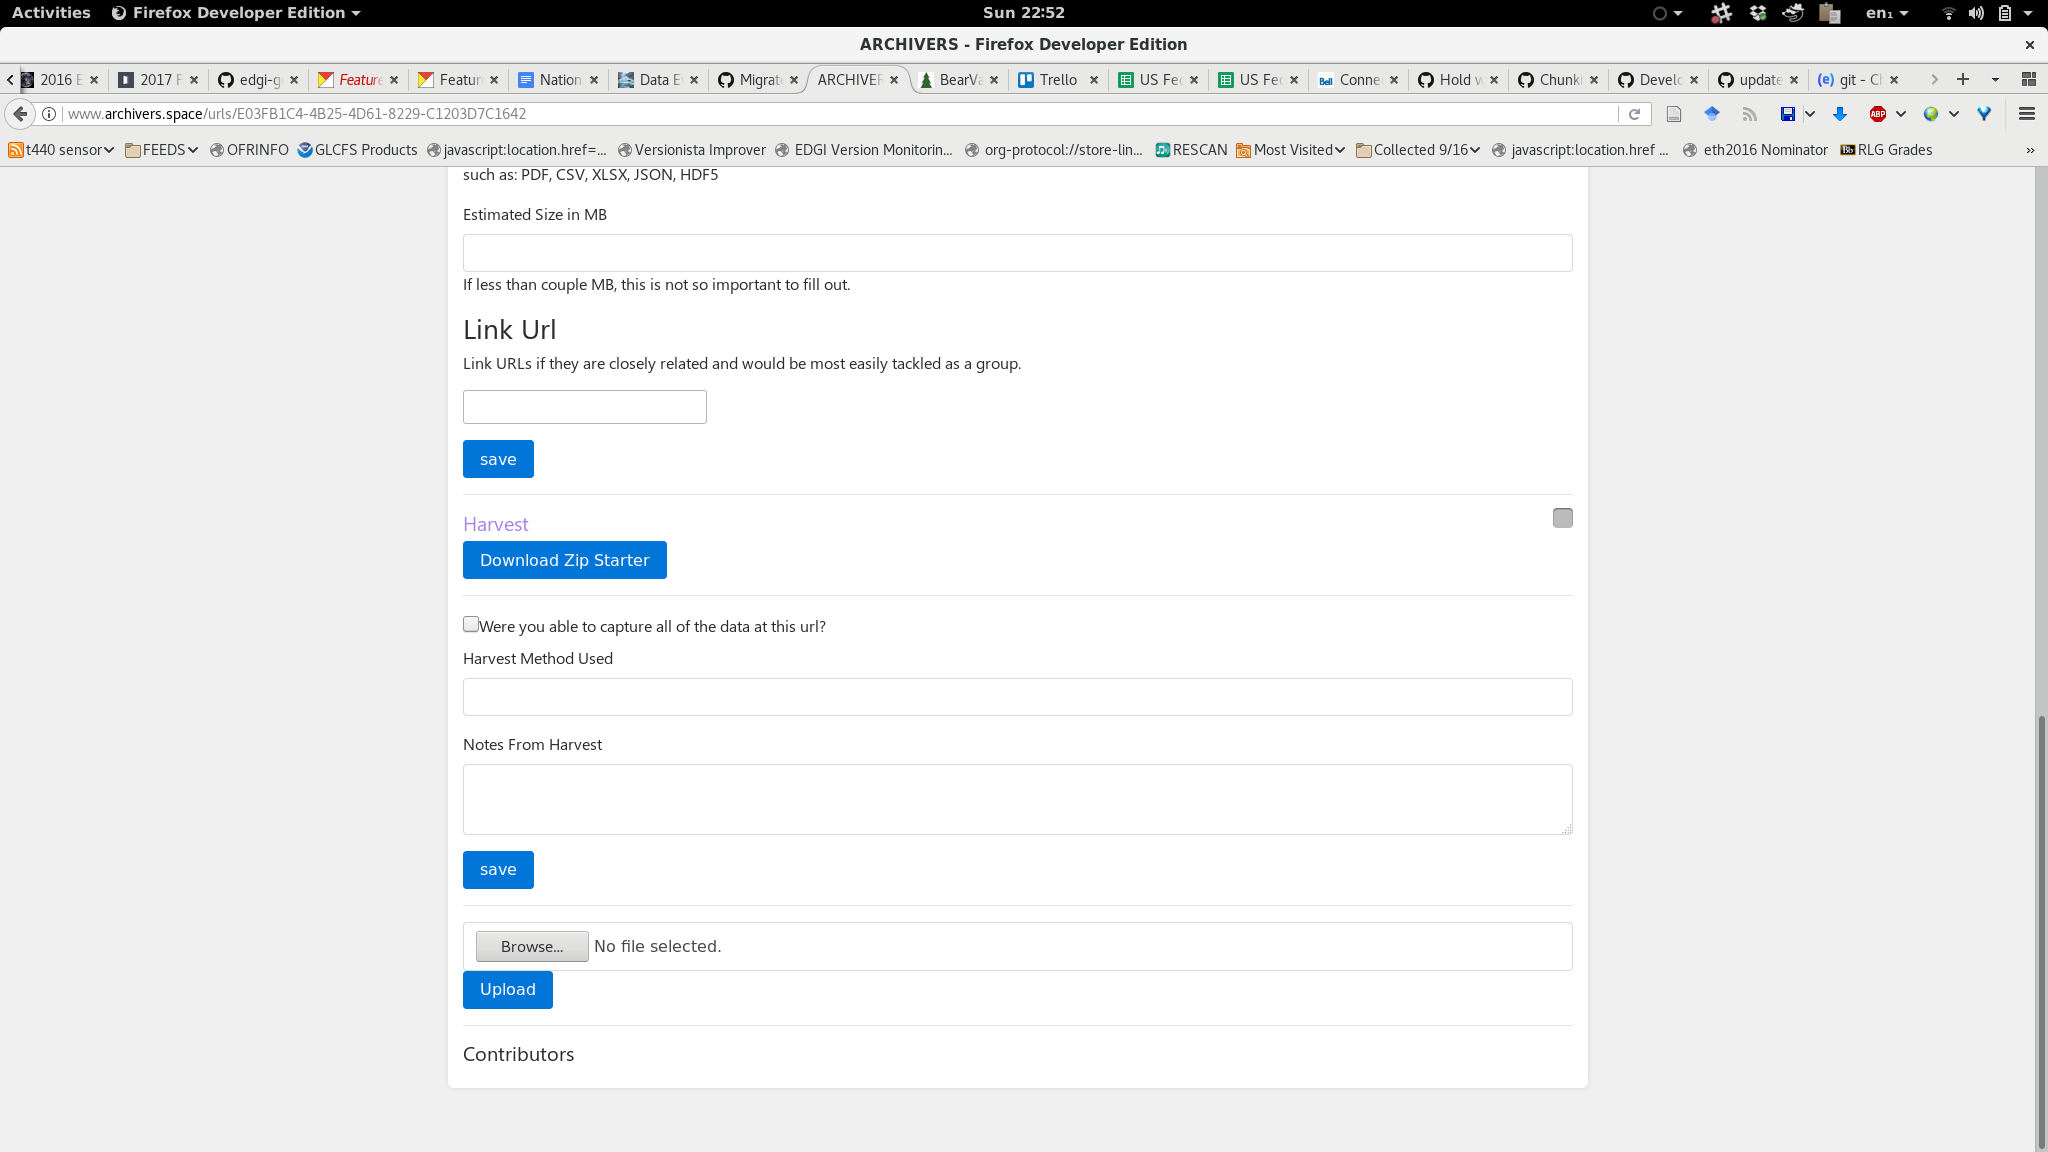 Activities Firefox Developer Edition Sun 22:52 en₁
ARCHIVERS - Firefox Developer Edition
2016 E 2017 F edgi-g Feature Featur Nation Data E Migrat ARCHIVER BearVa Trello US Fed US Fed Conne Hold w Chunki Develo update (e) git - Ch
www.archivers.space/urls/E03FB1C4-4B25-4D61-8229-C1203D7C1642
t440 sensor FEEDS OFRINFO GLCFS Products javascript:location.href=... Versionista Improver EDGI Version Monitorin... org-protocol://store-lin... RESCAN Most Visited Collected 9/16 javascript:location.href ... eth2016 Nominator RLG Grades »
such as: PDF, CSV, XLSX, JSON, HDF5
Estimated Size in MB
If less than couple MB, this is not so important to fill out.
Link Url
Link URLs if they are closely related and would be most easily tackled as a group.
save
Harvest
Download Zip Starter
Were you able to capture all of the data at this url?
Harvest Method Used
Notes From Harvest
save
Browse... No file selected.
Upload
Contributors